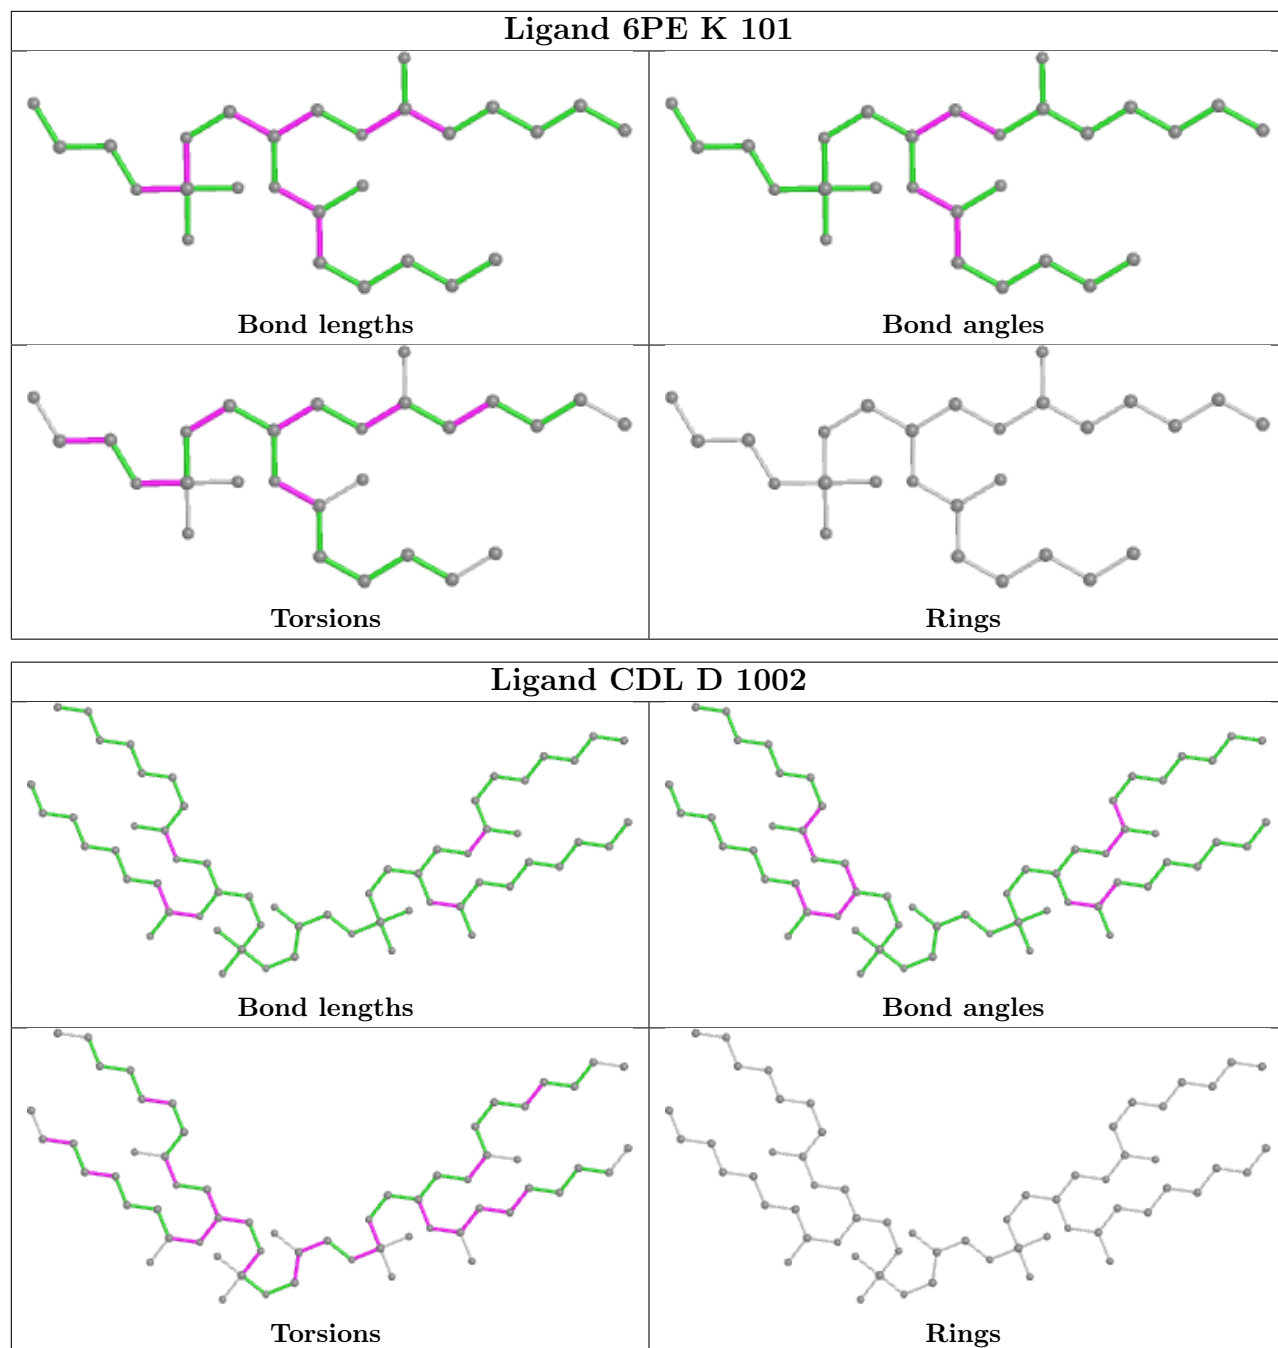 Ligand 6PE K 101
Bond lengths
Bond angles
Torsions
Rings
Ligand CDL D 1002
Bond lengths
Bond angles
Torsions
Rings